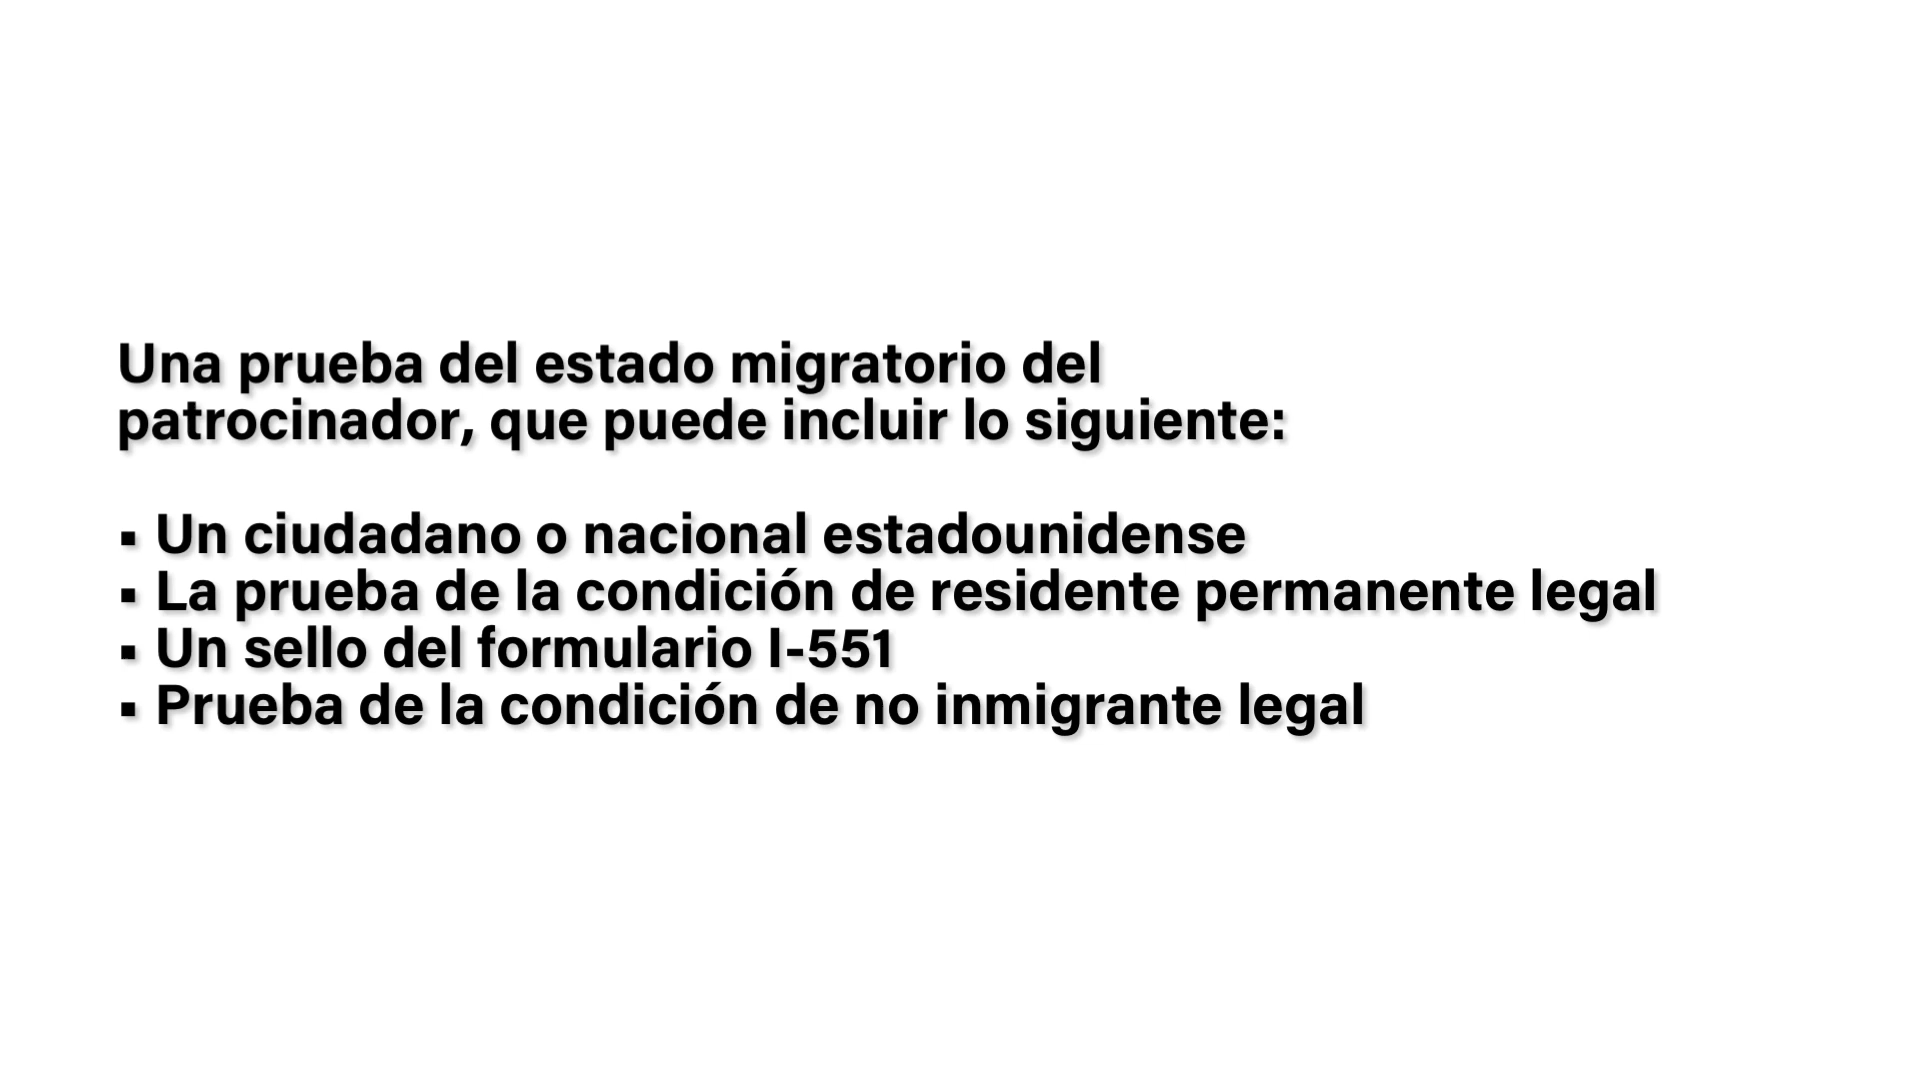 Una prueba del estado migratorio del
patrocinador, que puede incluir lo siguiente:
▪ Un ciudadano o nacional estadounidense
▪ La prueba de la condición de residente permanente legal
▪ Un sello del formulario I-551
▪ Prueba de la condición de no inmigrante legal